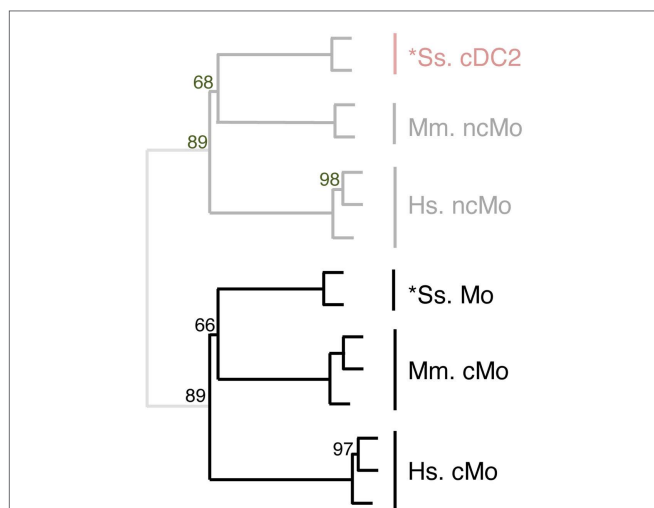 *Ss. cDC2
68
Mm. ncMo
89
98
Hs. ncMo
*Ss. Mo
66
Mm. cMo
89
97
Hs. cMo